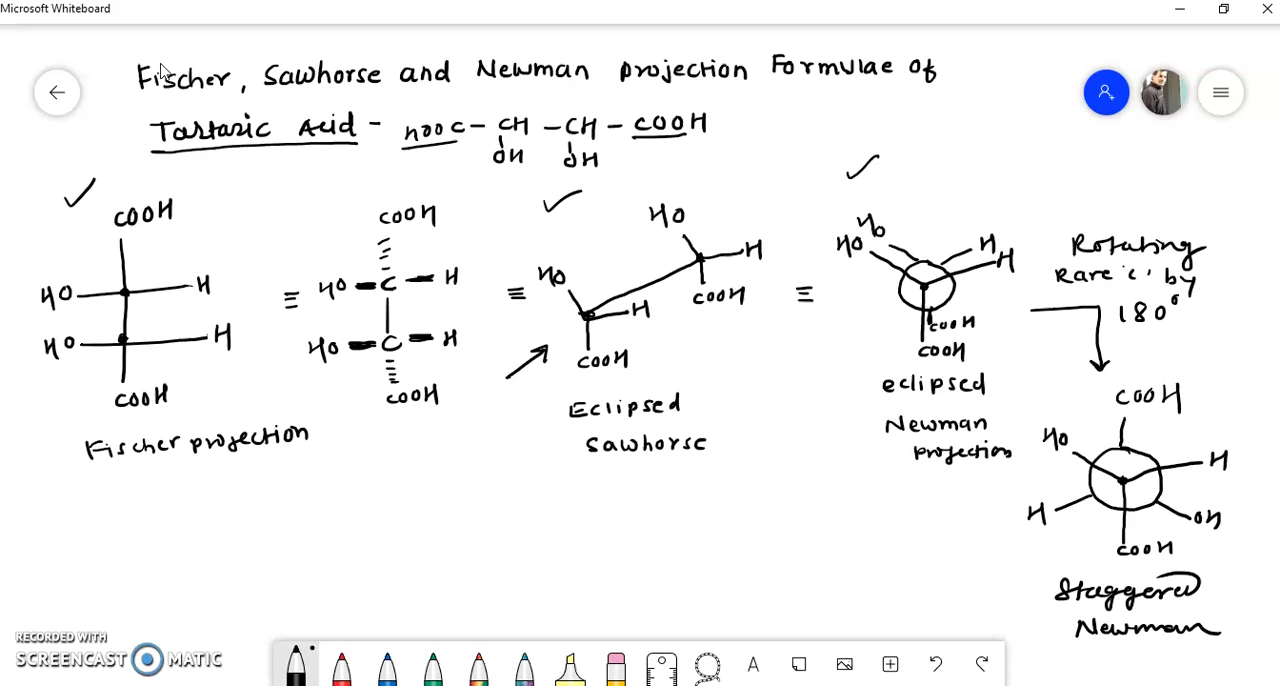 Microsoft Whiteboard
Fischer, Sawhorse and Newman projection Formulae of
Tartaric Acid - HOOC - CH - CH - COOH
OH OH
COOH
HO H
HO H
COOH
Fischer projection
≡
COOH
HO C H
HO C H
COOH
≡
HO
H
COOH
HO
H
COOH
Eclipsed
Sawhorse
≡
HO
HO
H
H
COOH
COOH
eclipsed
Newman
projection
Rotating
Rare 'c' by
180°
COOH
HO
H
H
OH
COOH
Staggered
Newman
RECORDED WITH
SCREENCAST MATIC
A